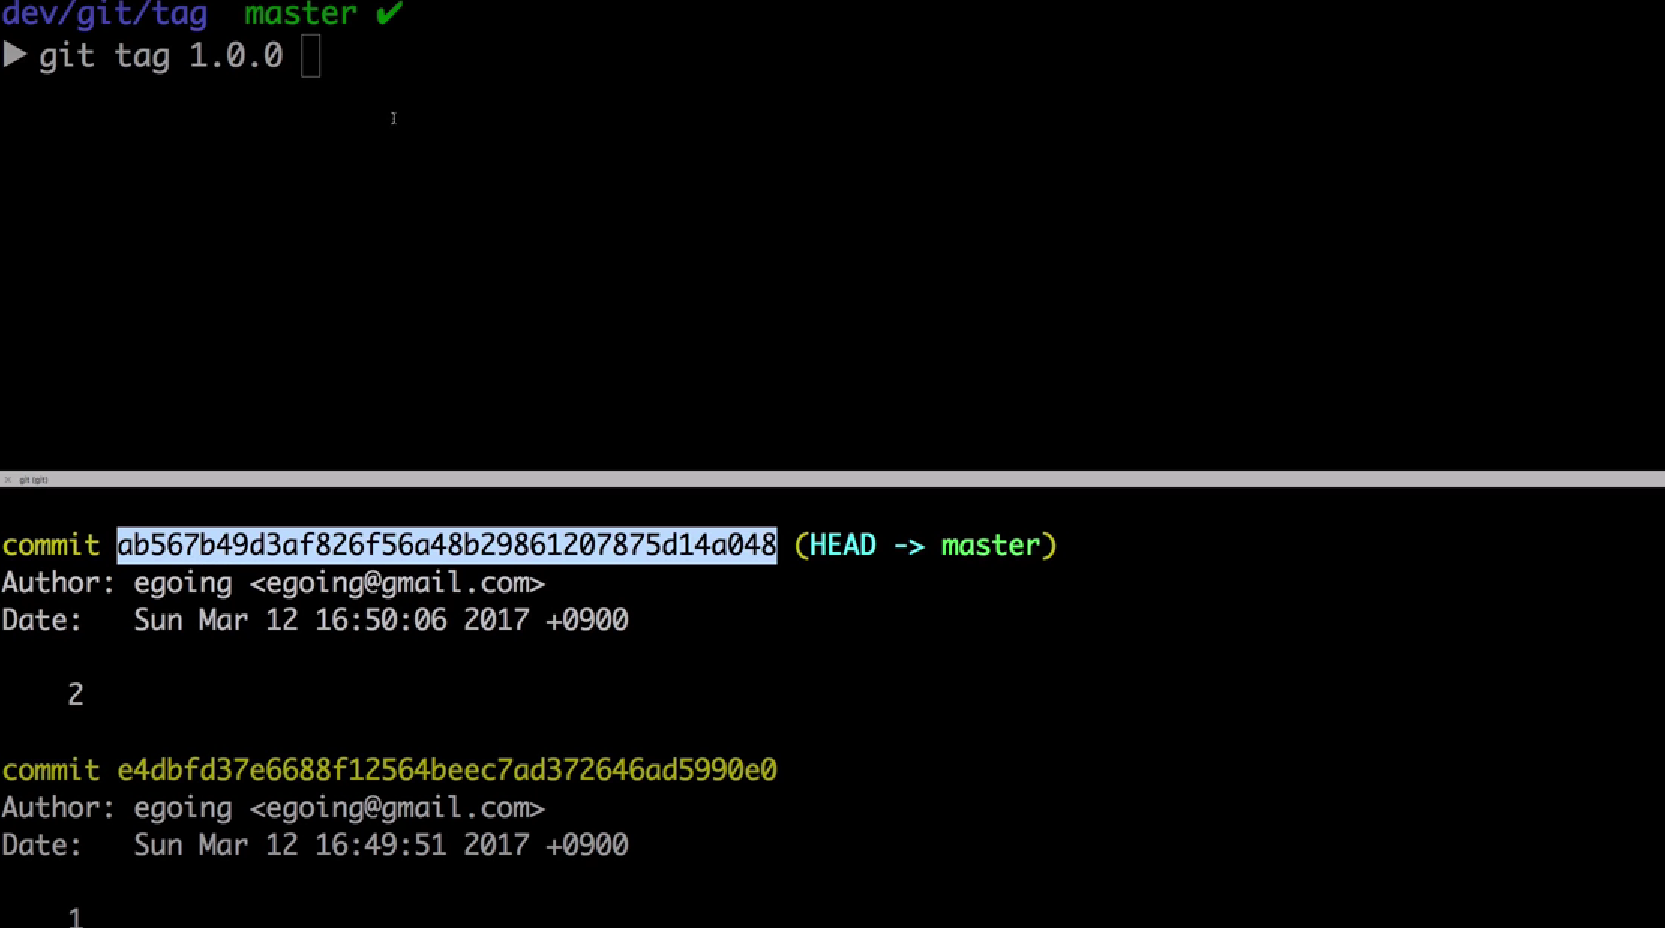 dev/git/tag master ✔
▶ git tag 1.0.0
× git (git)
commit ab567b49d3af826f56a48b29861207875d14a048 (HEAD -> master)
Author: egoing <egoing@gmail.com>
Date: Sun Mar 12 16:50:06 2017 +0900
2
commit e4dbfd37e6688f12564beec7ad372646ad5990e0
Author: egoing <egoing@gmail.com>
Date: Sun Mar 12 16:49:51 2017 +0900
1